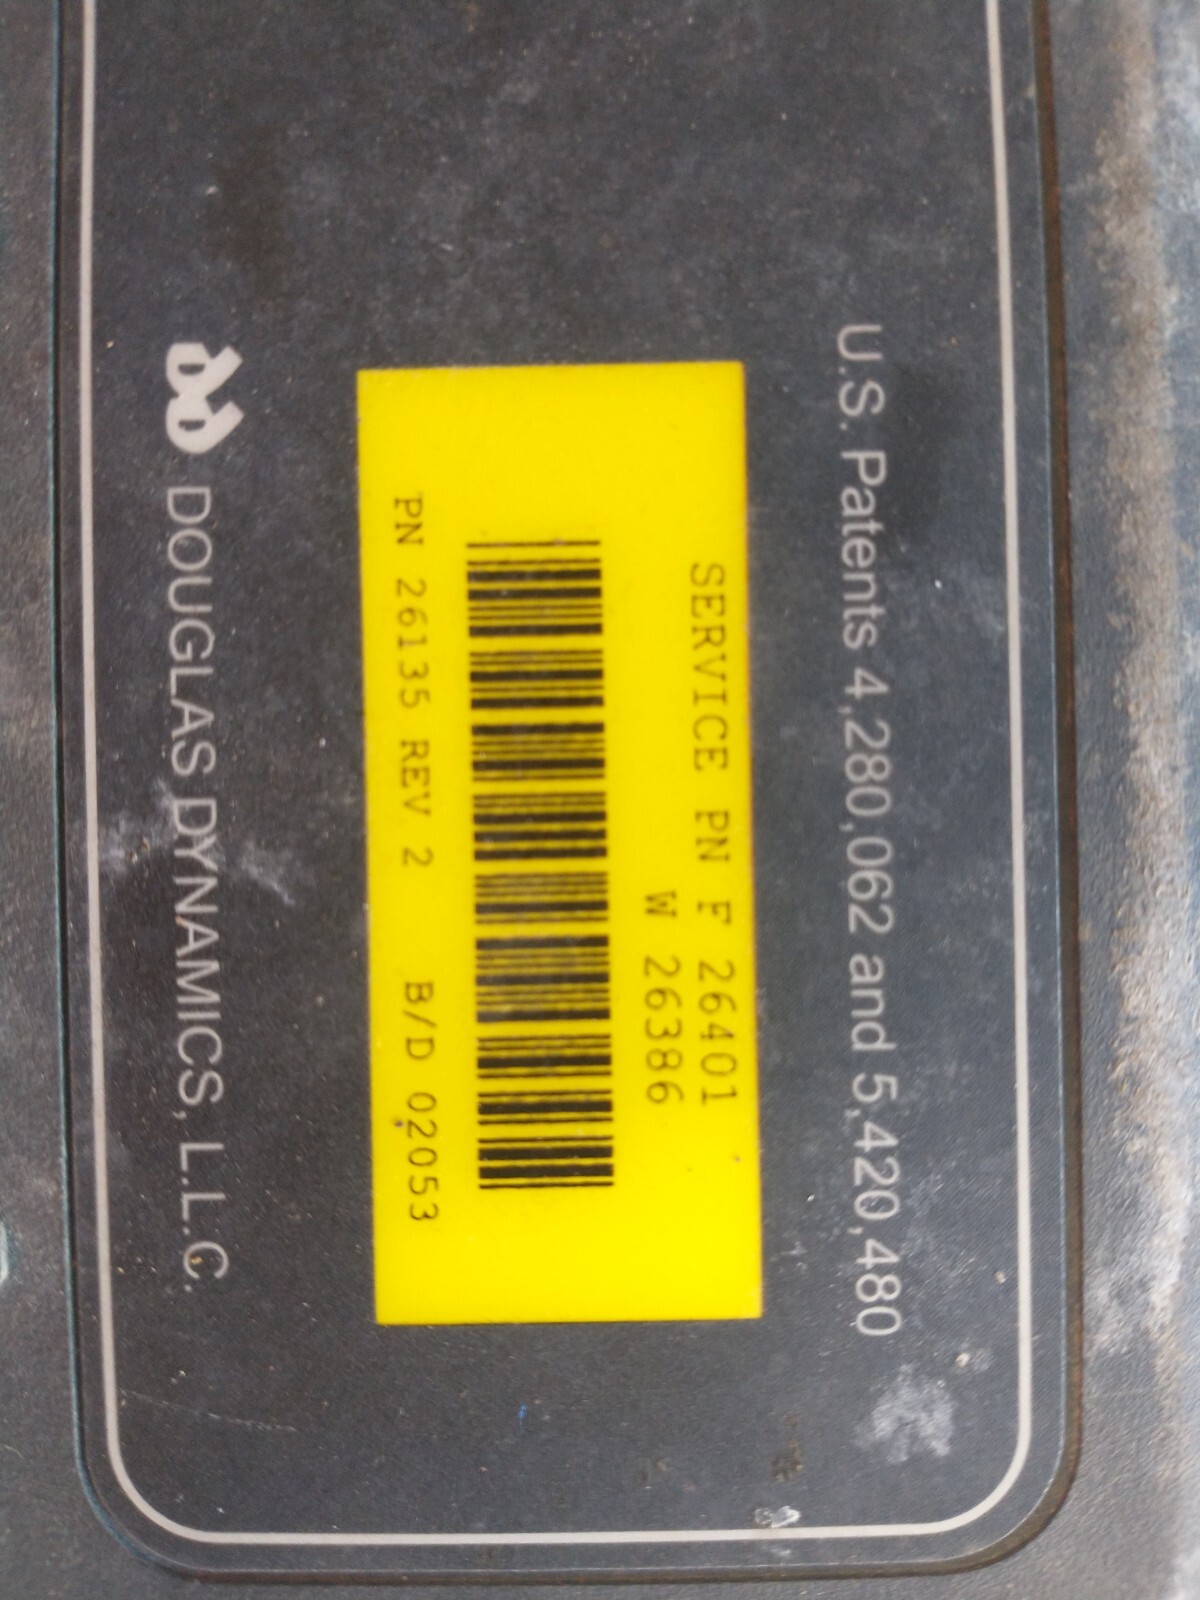 U.S. Patents 4,280,062 and 5,420,480
SERVICE PN F 26401
W 26386
PN 26135 REV 2 B/D 02053
DOUGLAS DYNAMICS, L.L.C.